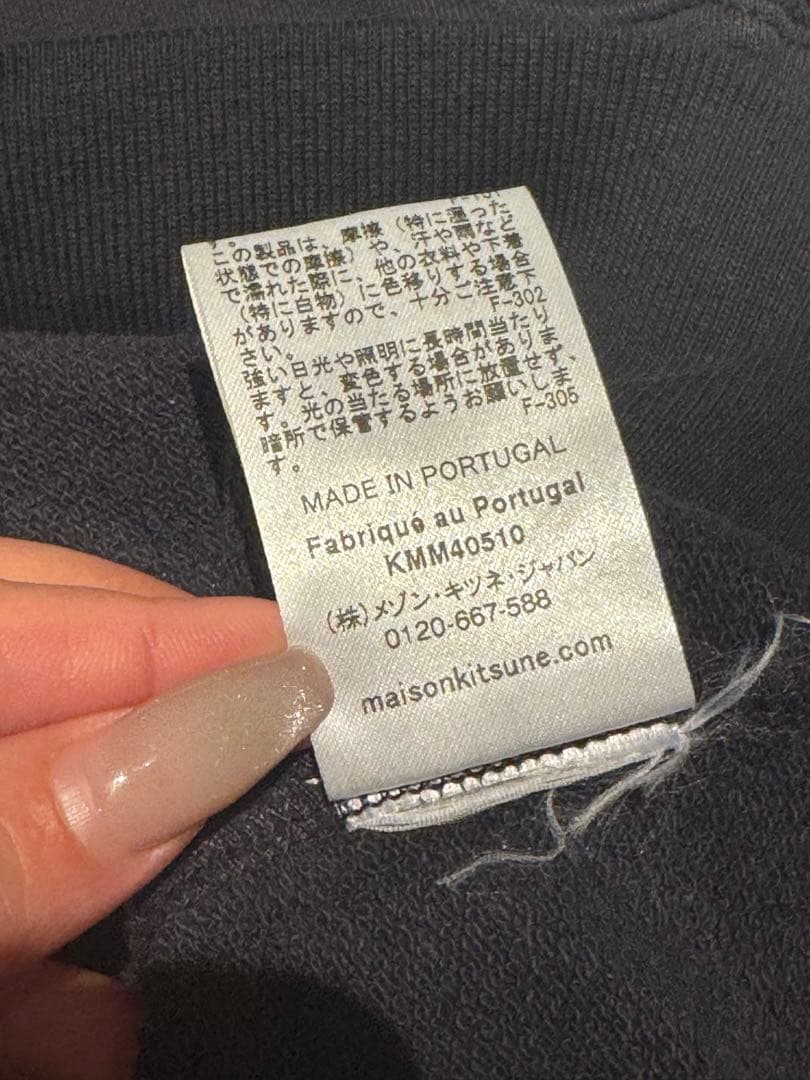 す。
この製品は、摩擦（特に湿った
状態での摩擦）や、汗や雨など
で濡れた際に、他の衣料や下着
（特に白物）に色移りする場合
がありますので、十分ご注意下
さい。 F-302
強い日光や照明に長時間当たり
ますと、変色する場合がありま
す。光の当たる場所に放置せず、
暗所で保管するようお願いしま
す。 F-305
MADE IN PORTUGAL
Fabriqué au Portugal
KMM40510
(株)メゾン・キツネ・ジャパン
0120-667-588
maisonkitsune.com